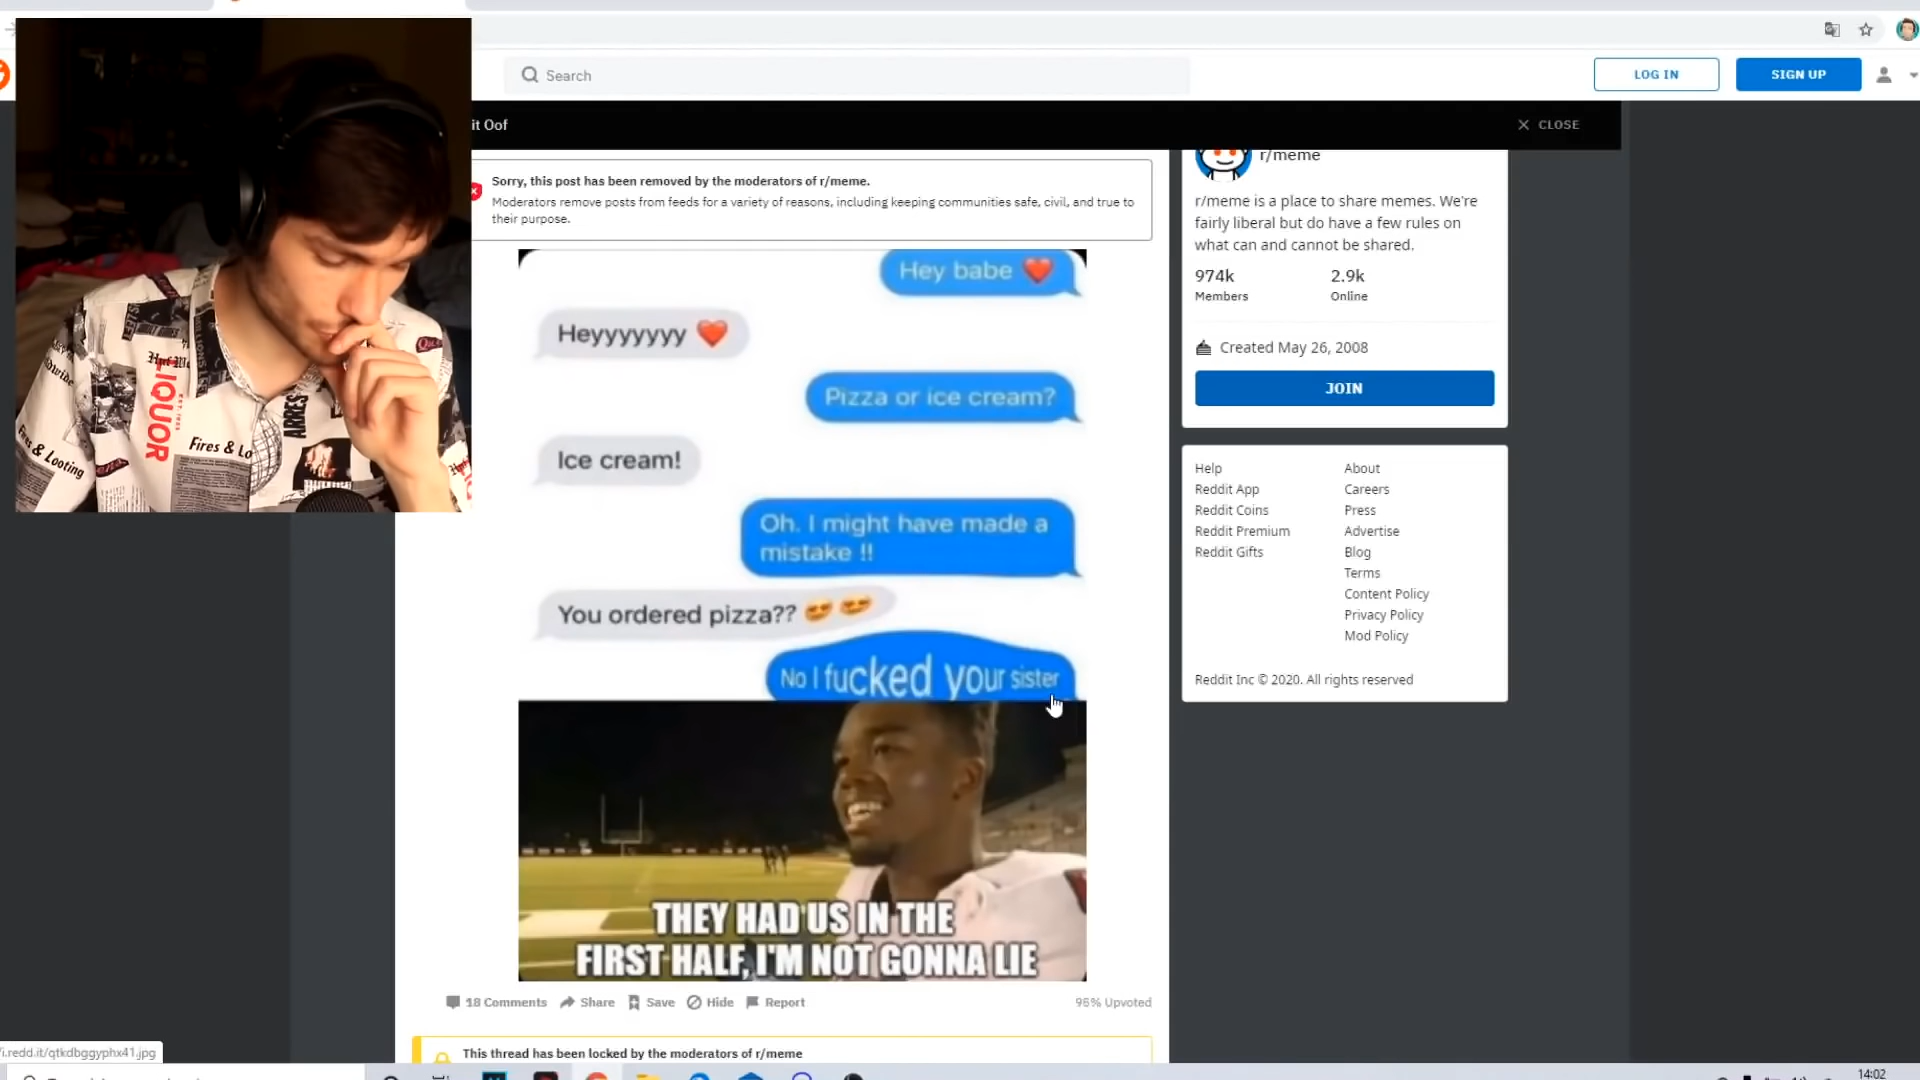 Search
LOG IN
SIGN UP
it Oof
CLOSE
r/meme
Sorry, this post has been removed by the moderators of r/meme.
Moderators remove posts from feeds for a variety of reasons, including keeping communities safe, civil, and true to
their purpose.
r/meme is a place to share memes. We're
fairly liberal but do have a few rules on
what can and cannot be shared.
974k
2.9k
Members
Online
Created May 26, 2008
JOIN
Help
About
Reddit App
Careers
Reddit Coins
Press
Reddit Premium
Advertise
Reddit Gifts
Blog
Terms
Content Policy
Privacy Policy
Mod Policy
Reddit Inc © 2020. All rights reserved
Hey babe ❤️
Heyyyyyyy ❤️
Pizza or ice cream?
Ice cream!
Oh. I might have made a
mistake !!
You ordered pizza?? 😍 😍
No I fucked your sister
THEY HAD US IN THE
FIRST HALF, I'M NOT GONNA LIE
18 Comments
Share
Save
Hide
Report
96% Upvoted
This thread has been locked by the moderators of r/meme
i.redd.it/qtkdbggyphx41.jpg
14:02
LIQUOR
ARRES
Fires & Lo
Fires & Looting